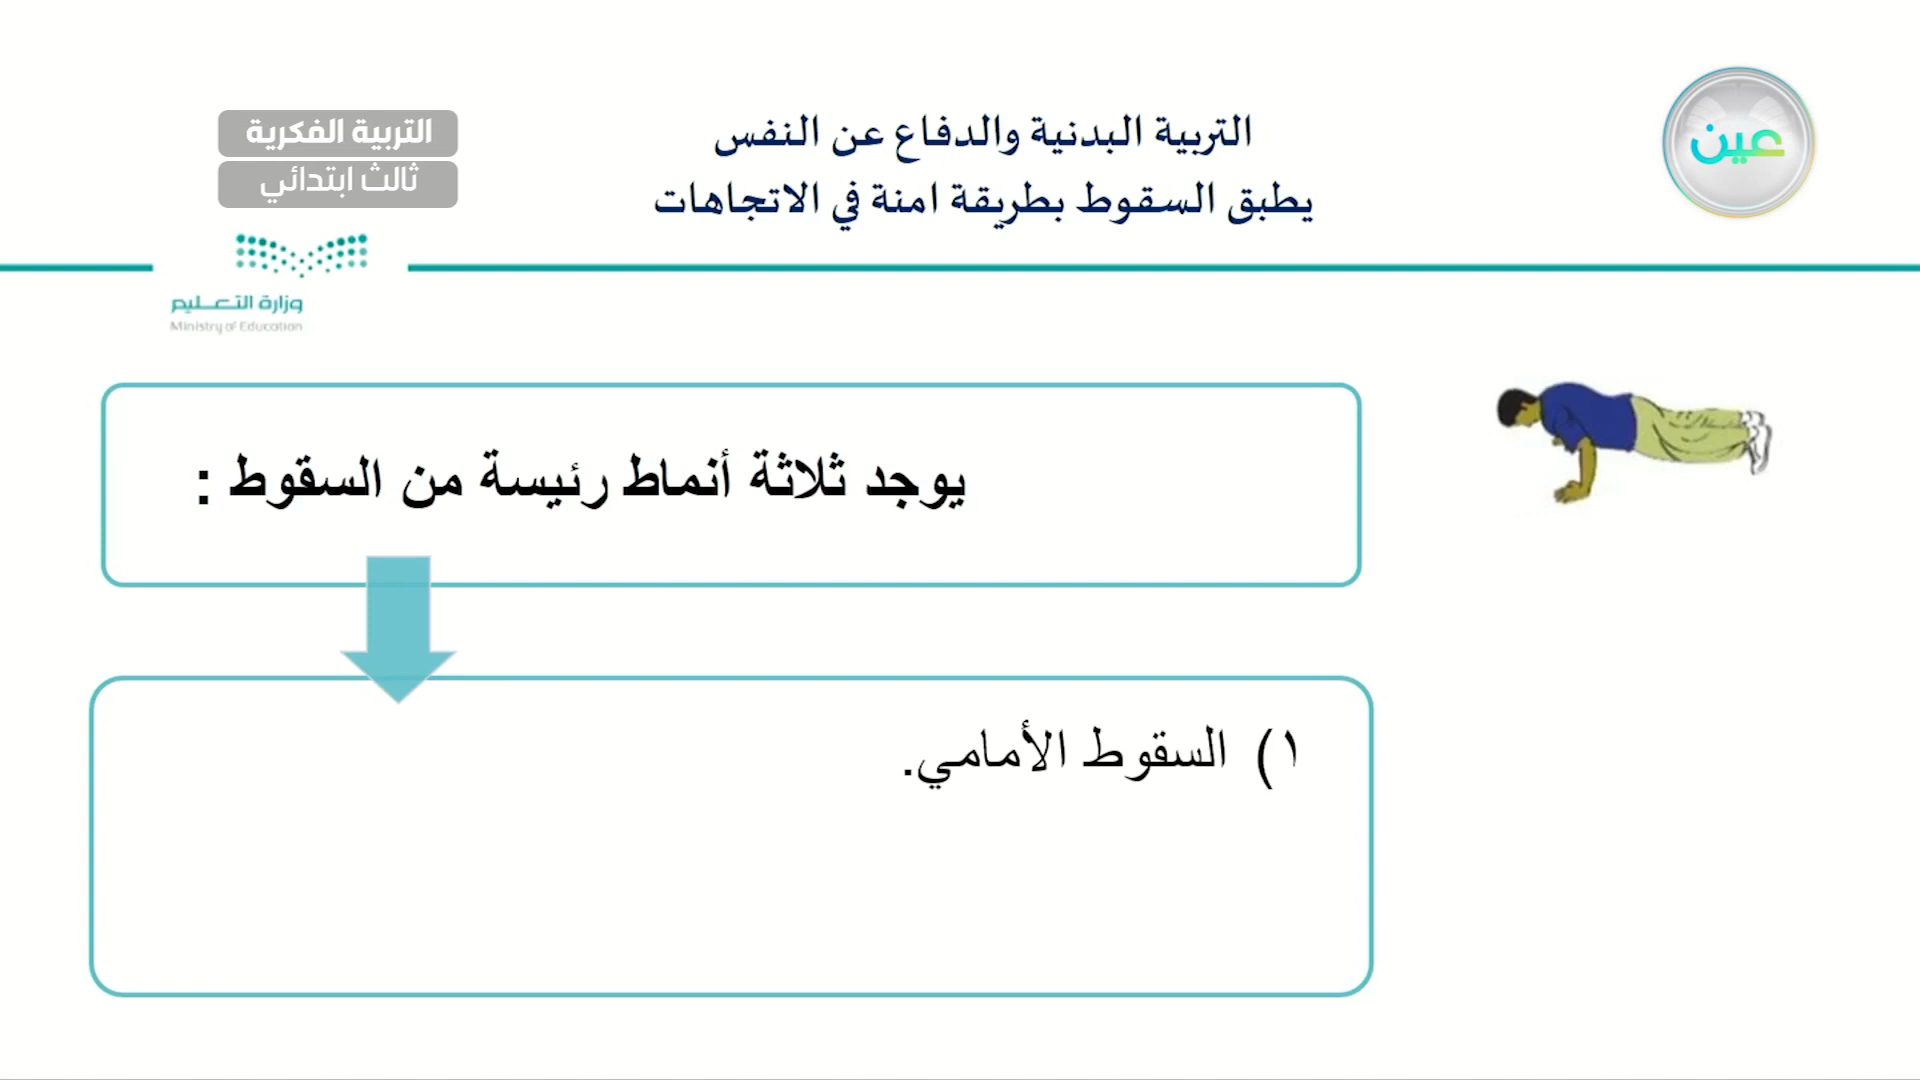 التربية البدنية والدفاع عن النفس
يطبق السقوط بطريقة امنة في الاتجاهات
عين
التربية الفكرية
ثالث ابتدائي
وزارة التعليم
Ministry of Education
يوجد ثلاثة أنماط رئيسة من السقوط :
١) السقوط الأمامي.